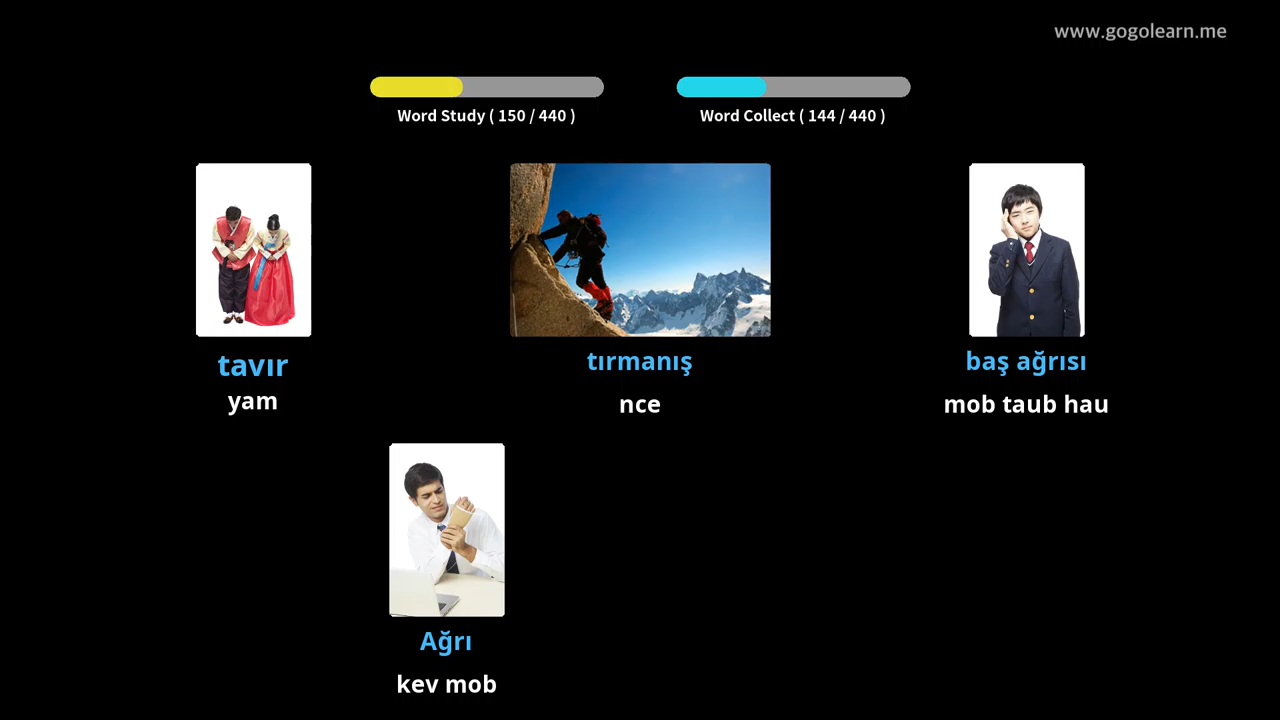 www.gogolearn.me
Word Study ( 150 / 440 )
Word Collect ( 144 / 440 )
tavır
yam
tırmanış
nce
baş ağrısı
mob taub hau
Ağrı
kev mob